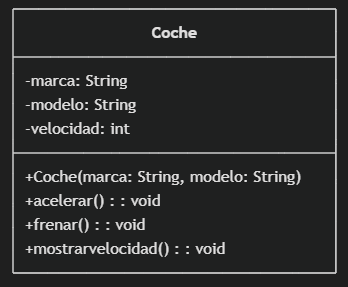 Coche
-marca: String
-modelo: String
-velocidad: int
+Coche(marca: String, modelo: String)
+acelerar() : : void
+frenar() : : void
+mostrarvelocidad() : : void